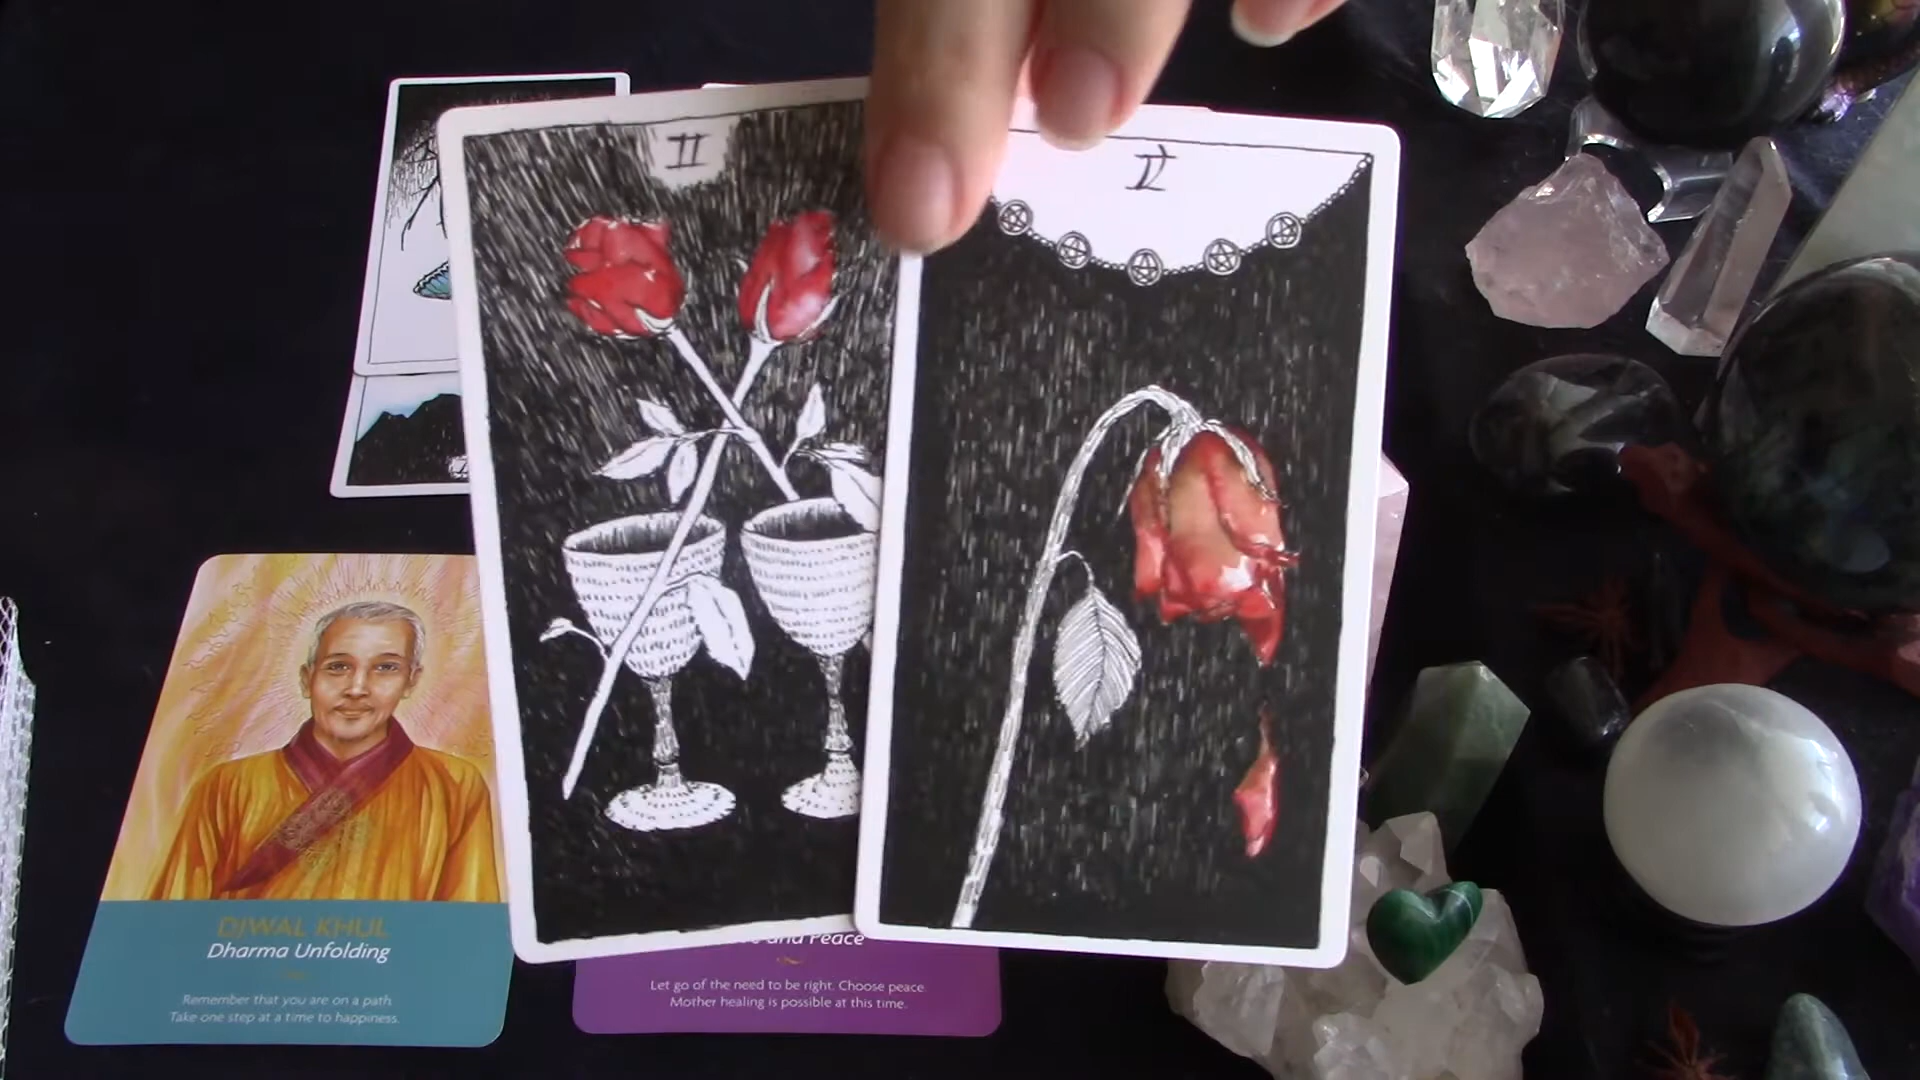 II
V
DJWAL KHUL
Dharma Unfolding
Remember that you are on a path.
Take one step at a time to happiness.
and Peace
Let go of the need to be right. Choose peace.
Mother healing is possible at this time.